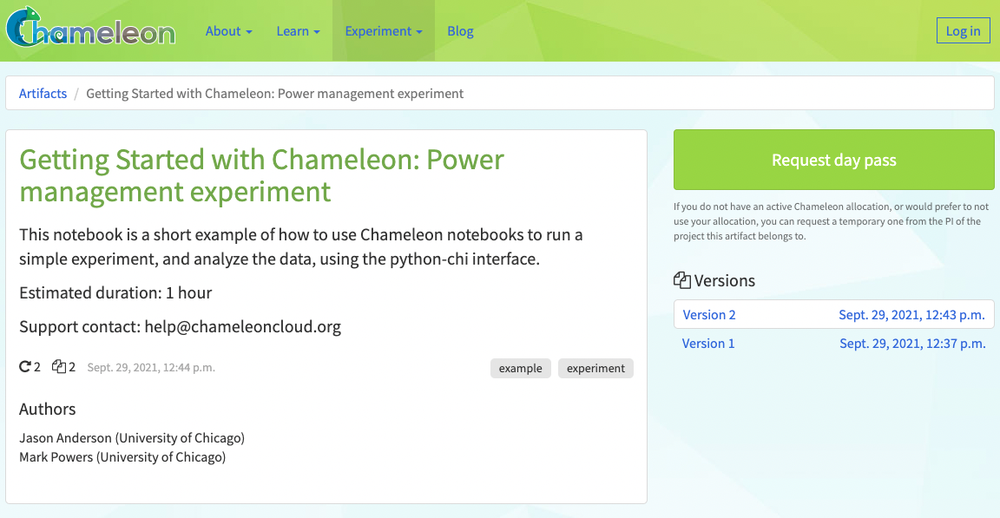 Chameleon
About
Learn
Experiment
Blog
Log in
Artifacts / Getting Started with Chameleon: Power management experiment
Getting Started with Chameleon: Power
management experiment
This notebook is a short example of how to use Chameleon notebooks to run a
simple experiment, and analyze the data, using the python-chi interface.
Estimated duration: 1 hour
Support contact: help@chameleoncloud.org
2 2 Sept. 29, 2021, 12:44 p.m.
example experiment
Authors
Jason Anderson (University of Chicago)
Mark Powers (University of Chicago)
Request day pass
If you do not have an active Chameleon allocation, or would prefer to not
use your allocation, you can request a temporary one from the PI of the
project this artifact belongs to.
Versions
Version 2 Sept. 29, 2021, 12:43 p.m.
Version 1 Sept. 29, 2021, 12:37 p.m.